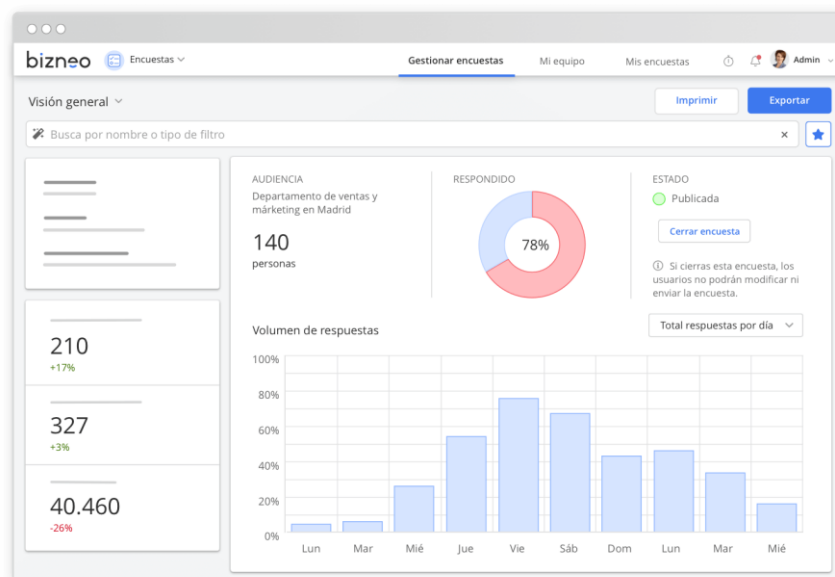 bizneo
Encuestas
Gestionar encuestas
Mi equipo
Mis encuestas
Admin
Visión general
Imprimir
Exportar
Busca por nombre o tipo de filtro
210
+17%
327
+3%
40.460
-26%
AUDIENCIA
Departamento de ventas y
márketing en Madrid
140
personas
RESPONDIDO
78%
ESTADO
Publicada
Cerrar encuesta
Si cierras esta encuesta, los
usuarios no podrán modificar ni
enviar la encuesta.
Volumen de respuestas
Total respuestas por día
100%
80%
60%
40%
20%
0%
Lun
Mar
Mié
Jue
Vie
Sáb
Dom
Lun
Mar
Mié